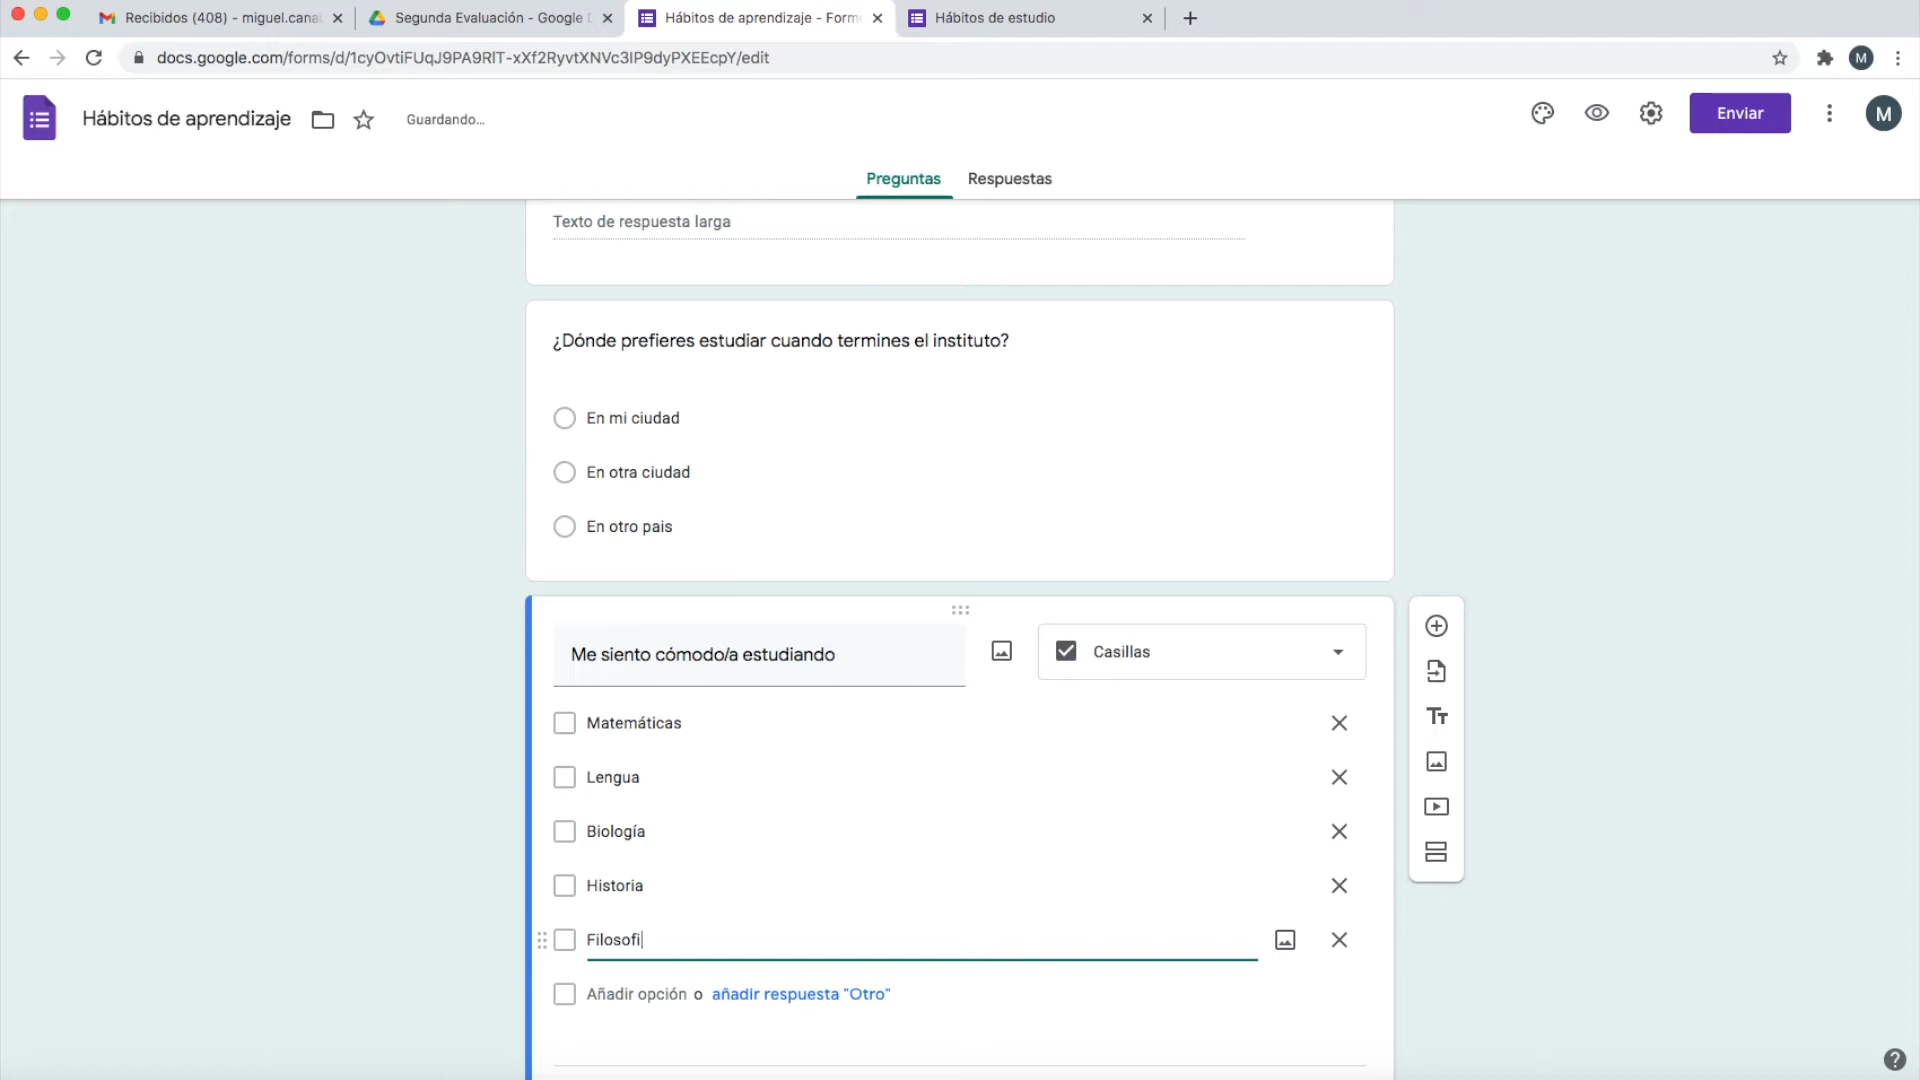 Recibidos (408) - miguel.cana
Segunda Evaluación - Google D
Hábitos de aprendizaje - Form
Hábitos de estudio
docs.google.com/forms/d/1cyOvtiFUqJ9PA9RlT-xXf2RyvtXNVc3IP9dyPXEEcpY/edit
M
Hábitos de aprendizaje
Guardando...
Enviar
M
Preguntas
Respuestas
Texto de respuesta larga
¿Dónde prefieres estudiar cuando termines el instituto?
En mi ciudad
En otra ciudad
En otro pais
Me siento cómodo/a estudiando
Casillas
Matemáticas
Lengua
Biología
Historia
Filosofi
Añadir opción o añadir respuesta "Otro"